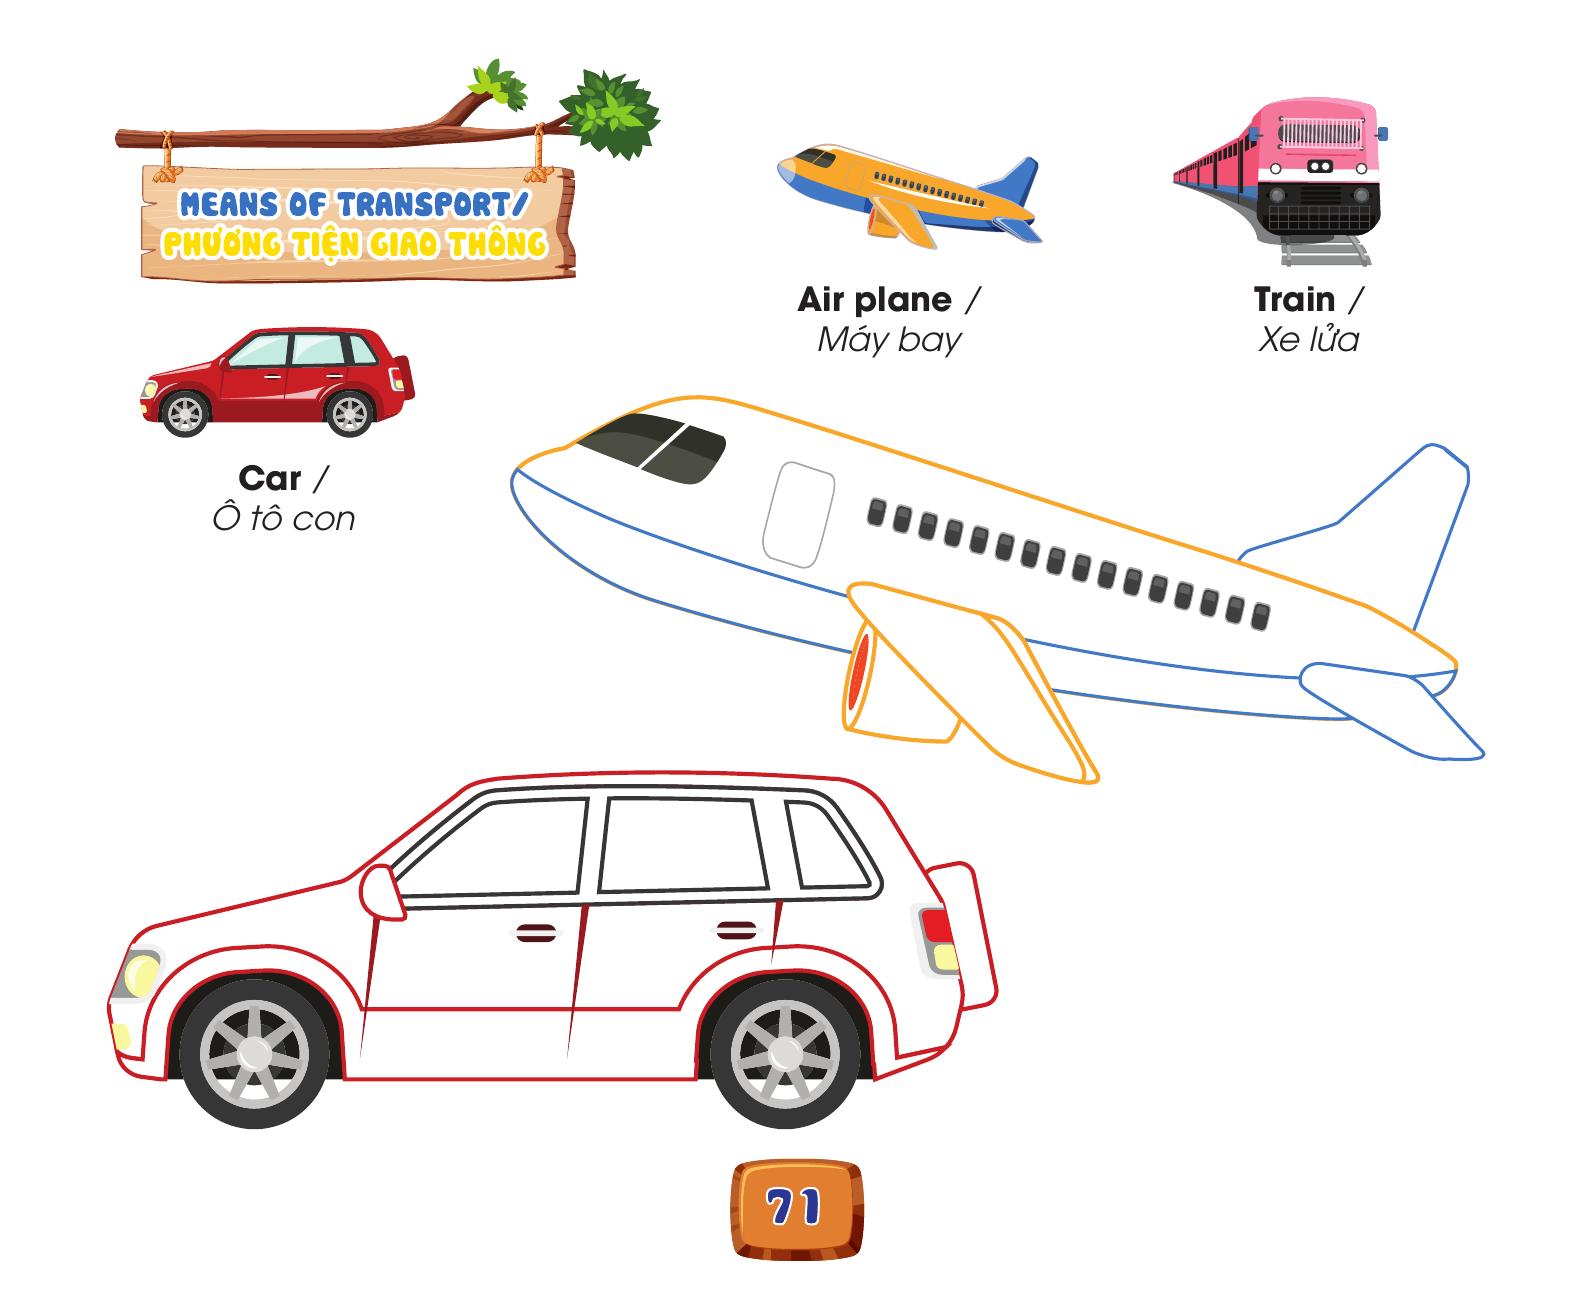 MEANS OF TRANSPORT/
PHƯƠNG TIỆN GIAO THÔNG
Air plane /
Máy bay
Train /
Xe lửa
Car /
Ô tô con
71